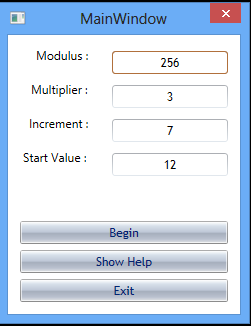 MainWindow
Modulus :
256
Multiplier :
3
Increment :
7
Start Value :
12
Begin
Show Help
Exit